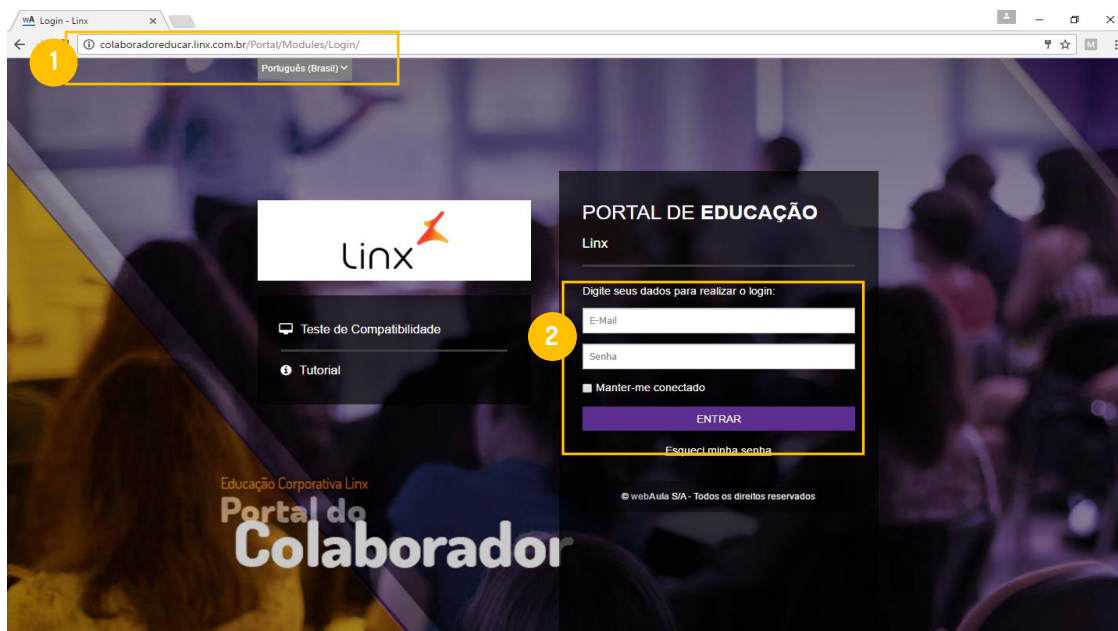 wA Login - Linx
colaboradoreducar.linx.com.br/Portal/Modules/Login/
M
1
Português (Brasil)
Linx
PORTAL DE EDUCAÇÃO
Linx
Teste de Compatibilidade
Tutorial
2
Digite seus dados para realizar o login:
E-Mail
Senha
Manter-me conectado
ENTRAR
Esqueci minha senha
© webAula S/A - Todos os direitos reservados
Educação Corporativa Linx
Portal do
Colaborador